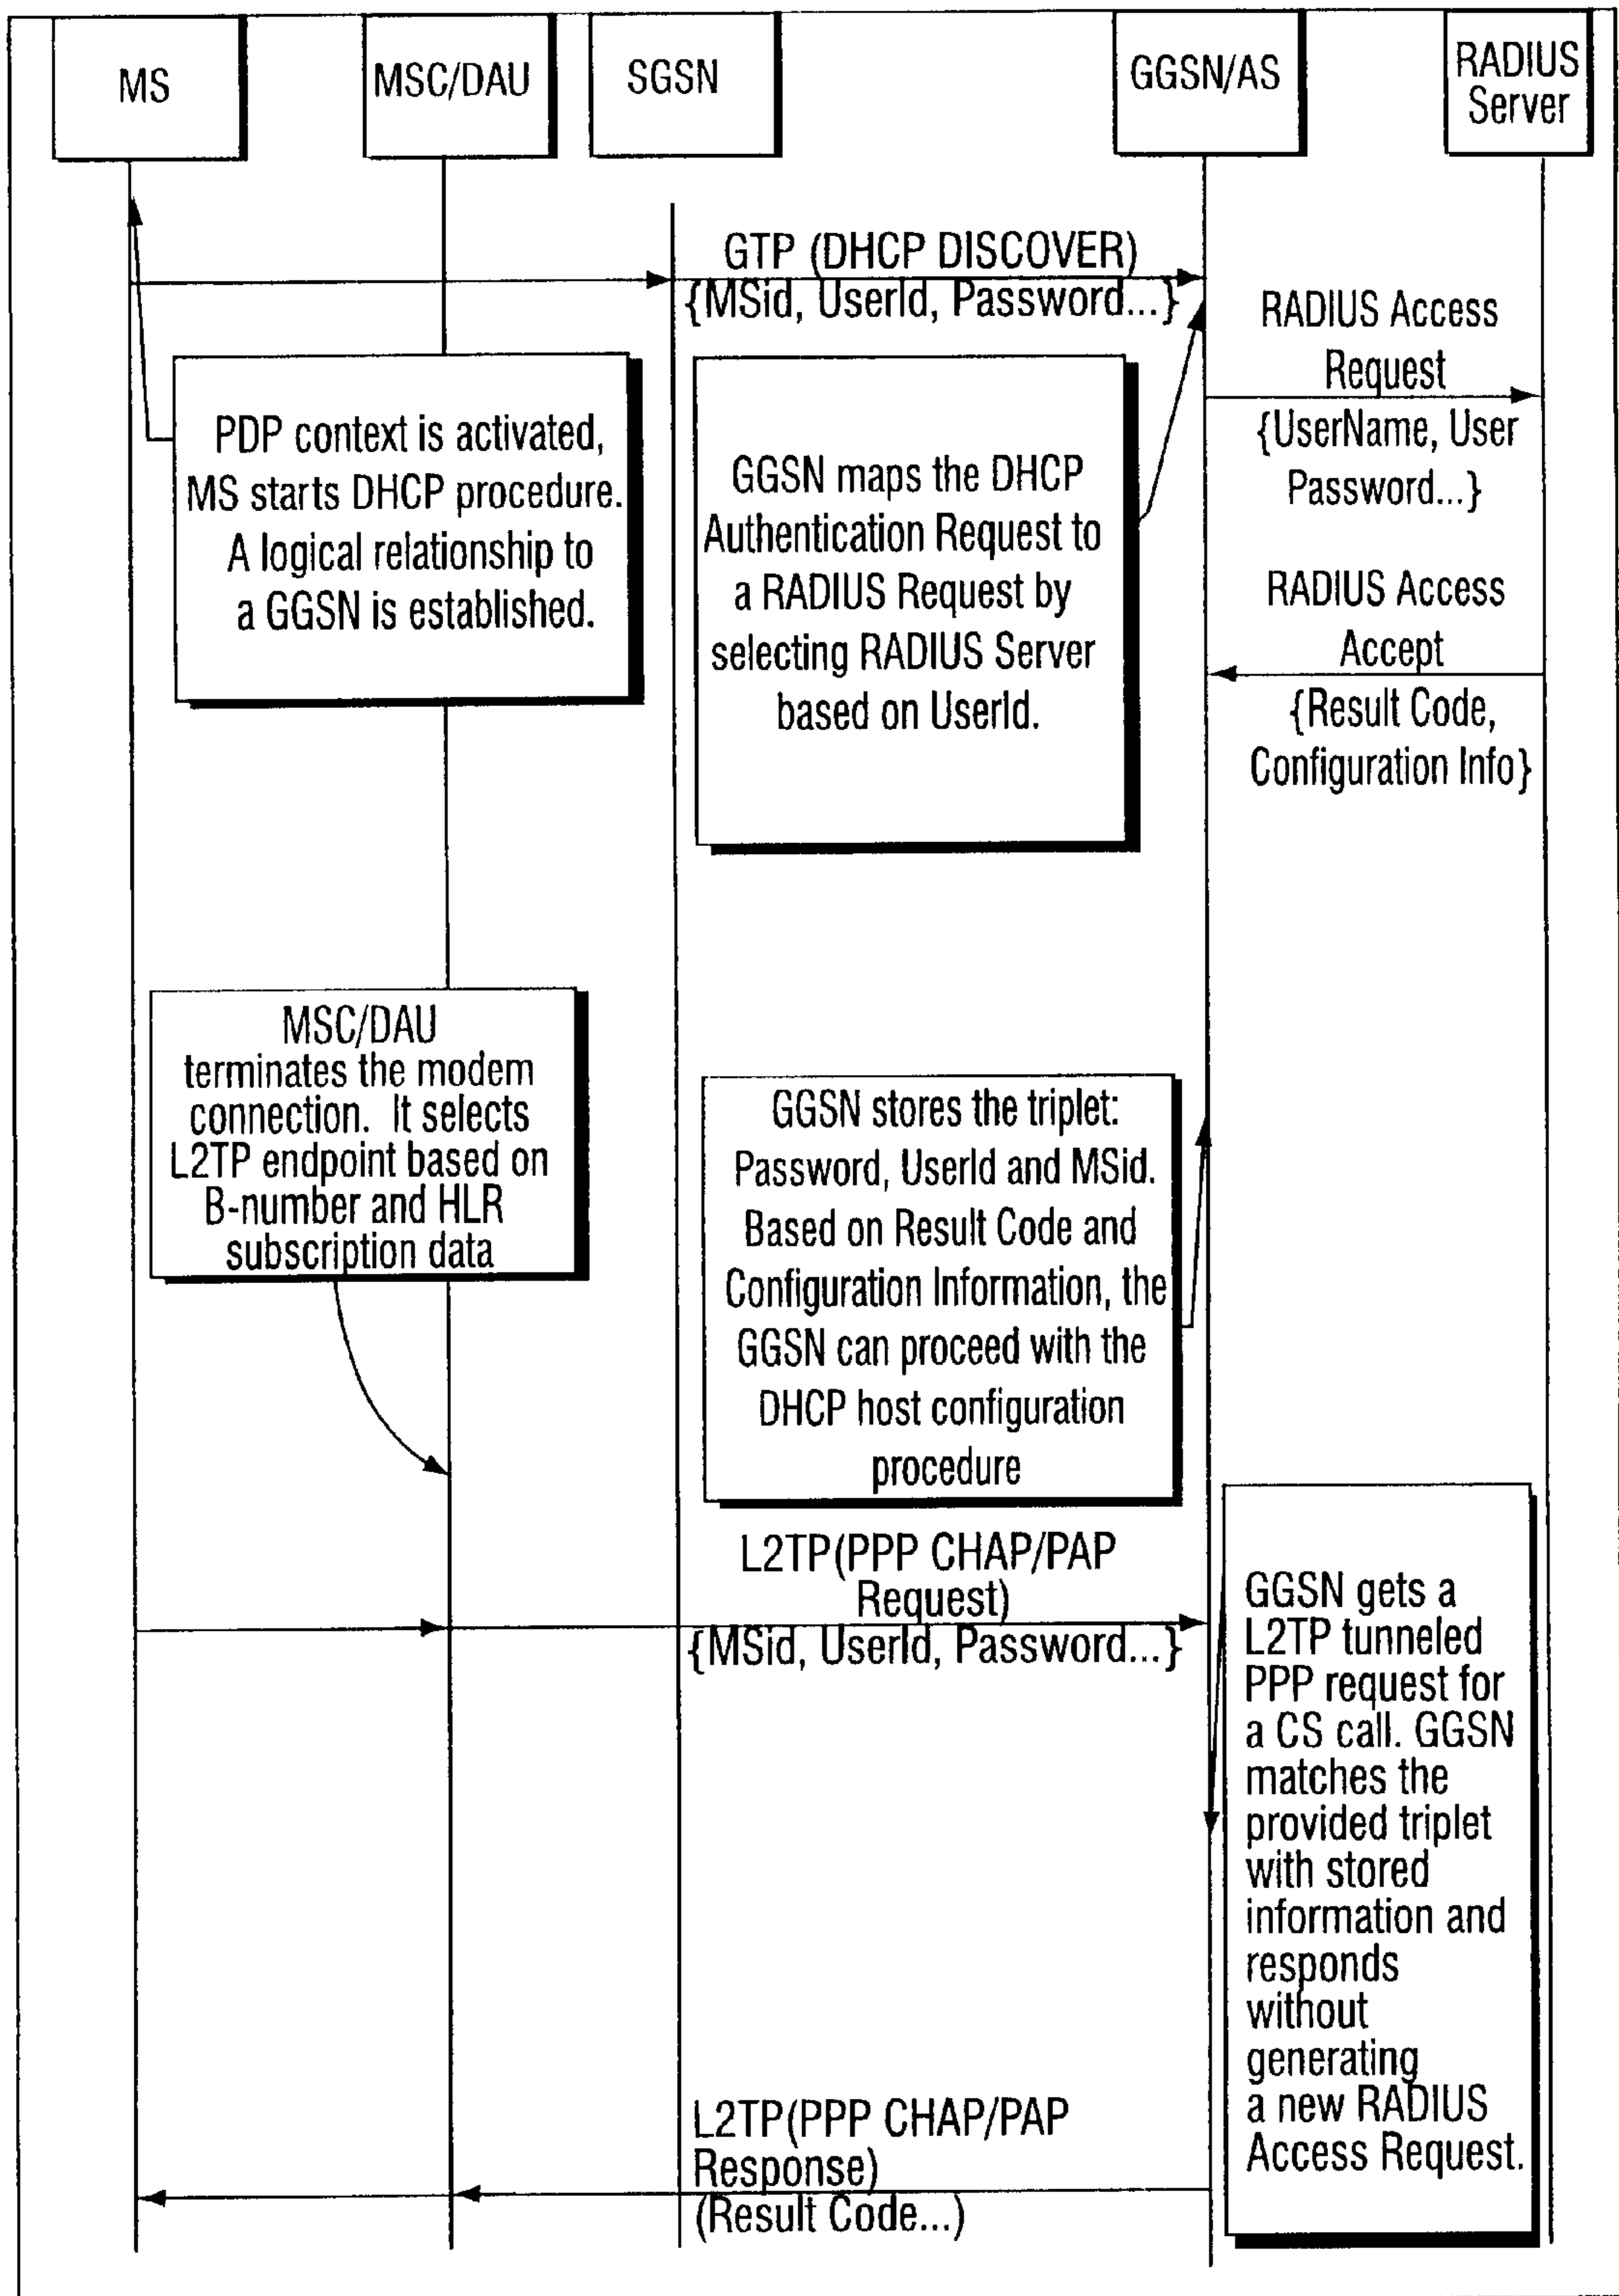 MS
MSC/DAU
SGSN
GGSN/AS
RADIUS
Server
GTP (DHCP DISCOVER)
{MSid, UserId, Password...}
RADIUS Access
Request
{UserName, User
Password...}
PDP context is activated,
MS starts DHCP procedure.
A logical relationship to
a GGSN is established.
GGSN maps the DHCP
Authentication Request to
a RADIUS Request by
selecting RADIUS Server
based on UserId.
RADIUS Access
Accept
{Result Code,
Configuration Info}
MSC/DAU
terminates the modem
connection. It selects
L2TP endpoint based on
B-number and HLR
subscription data
GGSN stores the triplet:
Password, UserId and MSid.
Based on Result Code and
Configuration Information, the
GGSN can proceed with the
DHCP host configuration
procedure
L2TP(PPP CHAP/PAP
Request)
{MSid, UserId, Password...}
GGSN gets a
L2TP tunneled
PPP request for
a CS call. GGSN
matches the
provided triplet
with stored
information and
responds
without
generating
a new RADIUS
Access Request.
L2TP(PPP CHAP/PAP
Response)
(Result Code...)